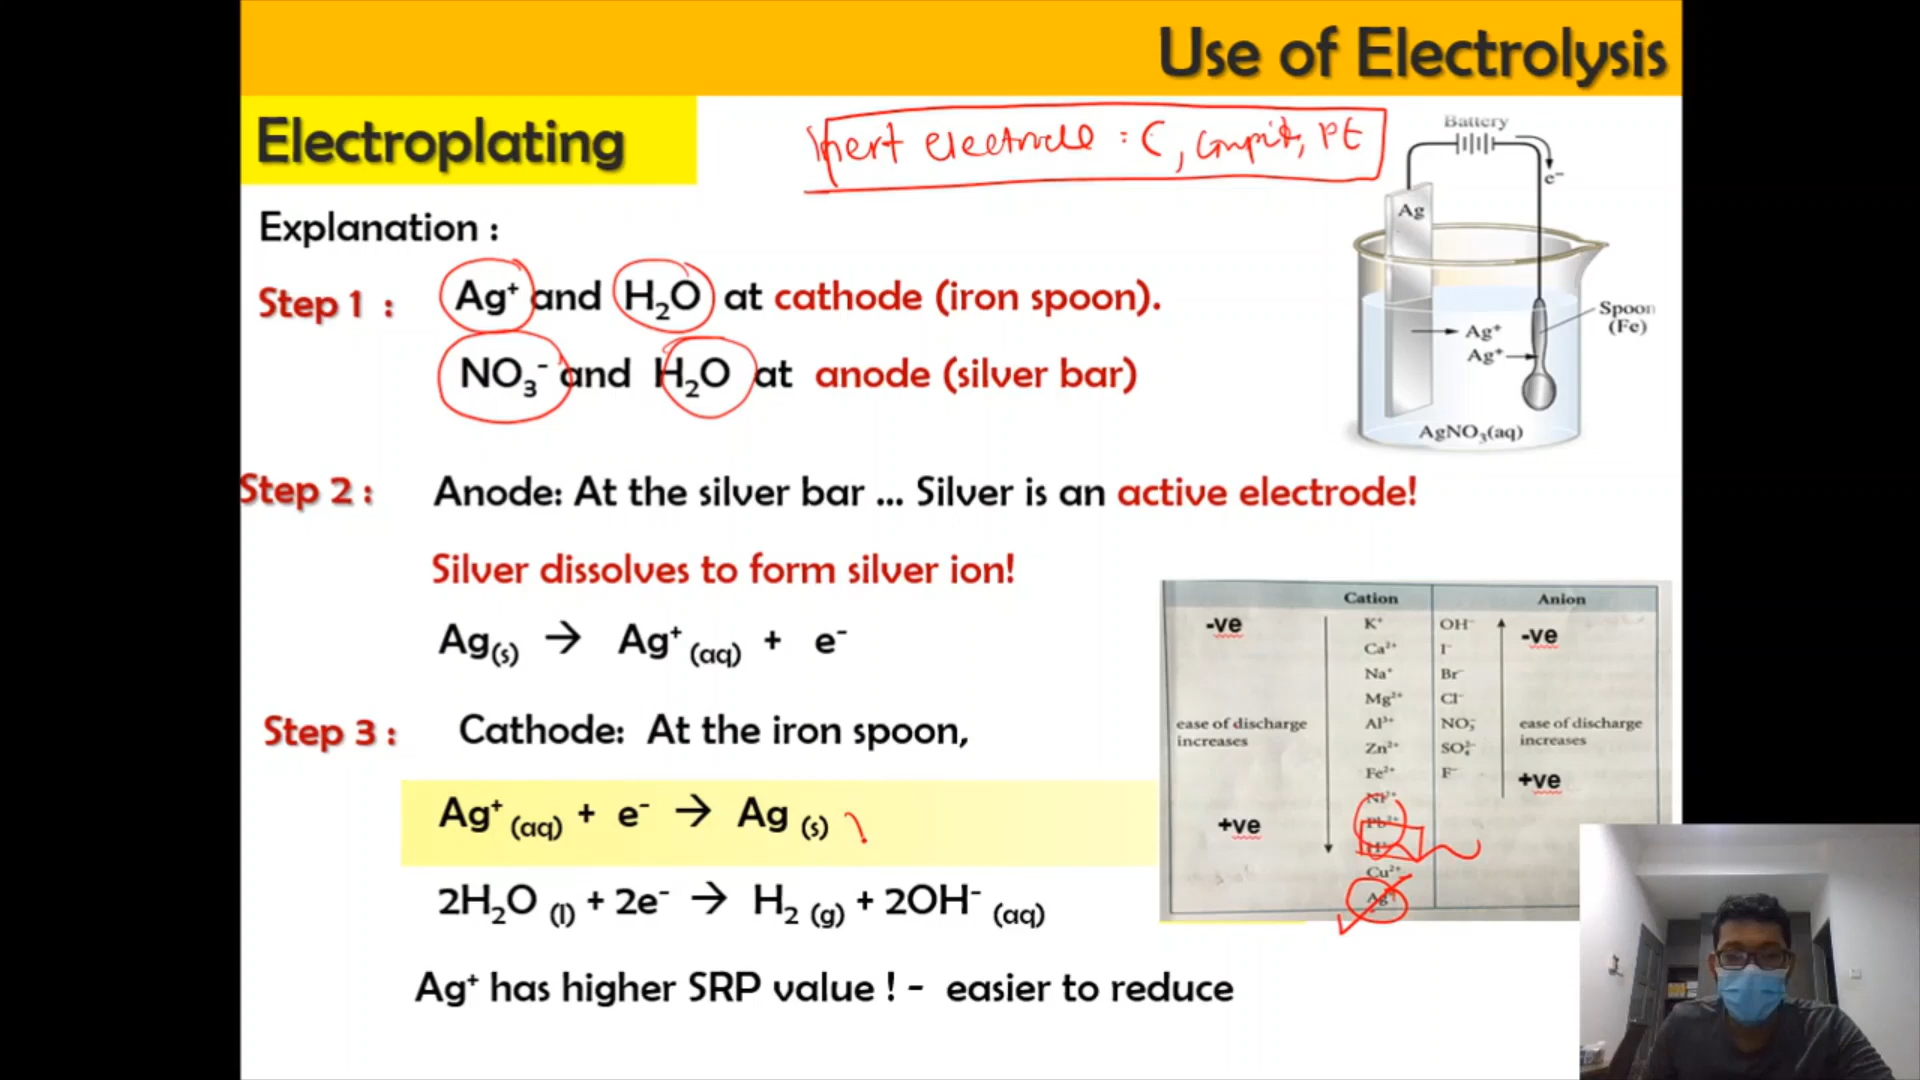 Use of Electrolysis
Electroplating
Inert electrode : C, Graphite, Pt
Explanation :
Step 1 : Ag⁺ and H₂O at cathode (iron spoon).
NO₃⁻ and H₂O at anode (silver bar)
Battery
e⁻
Ag
Spoon
(Fe)
Ag⁺
Ag⁺
AgNO₃(aq)
Step 2 : Anode: At the silver bar ... Silver is an active electrode!
Silver dissolves to form silver ion!
Ag(s) → Ag⁺ (aq) + e⁻
Step 3 : Cathode: At the iron spoon,
Ag⁺ (aq) + e⁻ → Ag (s)
2H₂O (l) + 2e⁻ → H₂ (g) + 2OH⁻ (aq)
Ag⁺ has higher SRP value ! - easier to reduce
Cation Anion
-ve K⁺ OH⁻ -ve
Ca²⁺ I⁻
Na⁺ Br⁻
Mg²⁺ Cl⁻
ease of discharge increases Al³⁺ NO₃⁻ ease of discharge increases
Zn²⁺ SO₄²⁻
Fe²⁺ F⁻ +ve
Ni²⁺
+ve Pb²⁺
H⁺
Cu²⁺
Ag⁺